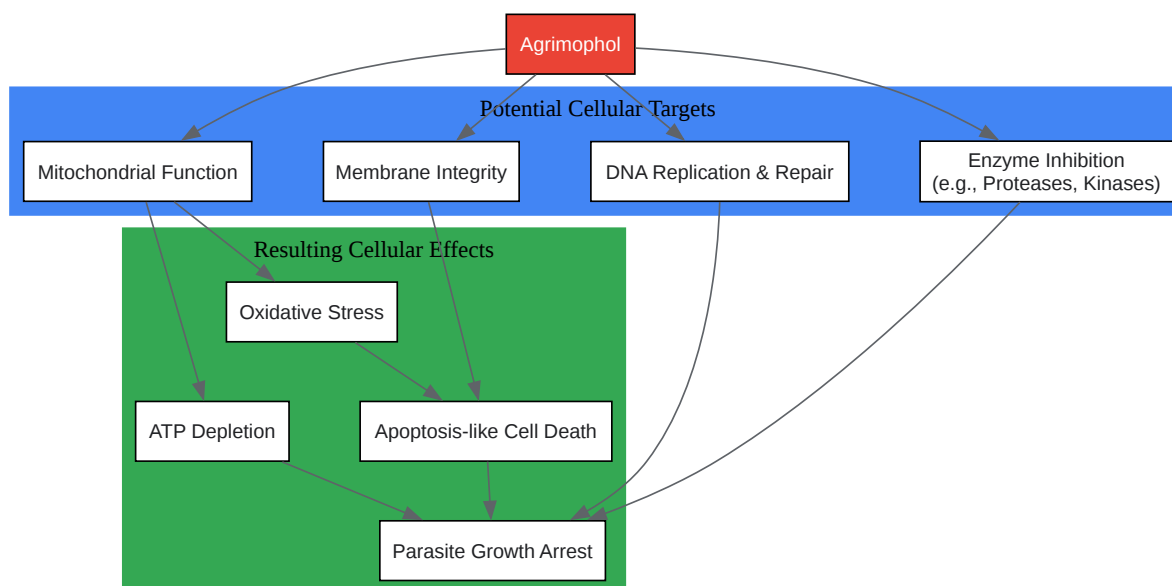 Agrimophol
Potential Cellular Targets
Mitochondrial Function
Membrane Integrity
DNA Replication & Repair
Enzyme Inhibition
(e.g., Proteases, Kinases)
Resulting Cellular Effects
Oxidative Stress
ATP Depletion
Apoptosis-like Cell Death
Parasite Growth Arrest